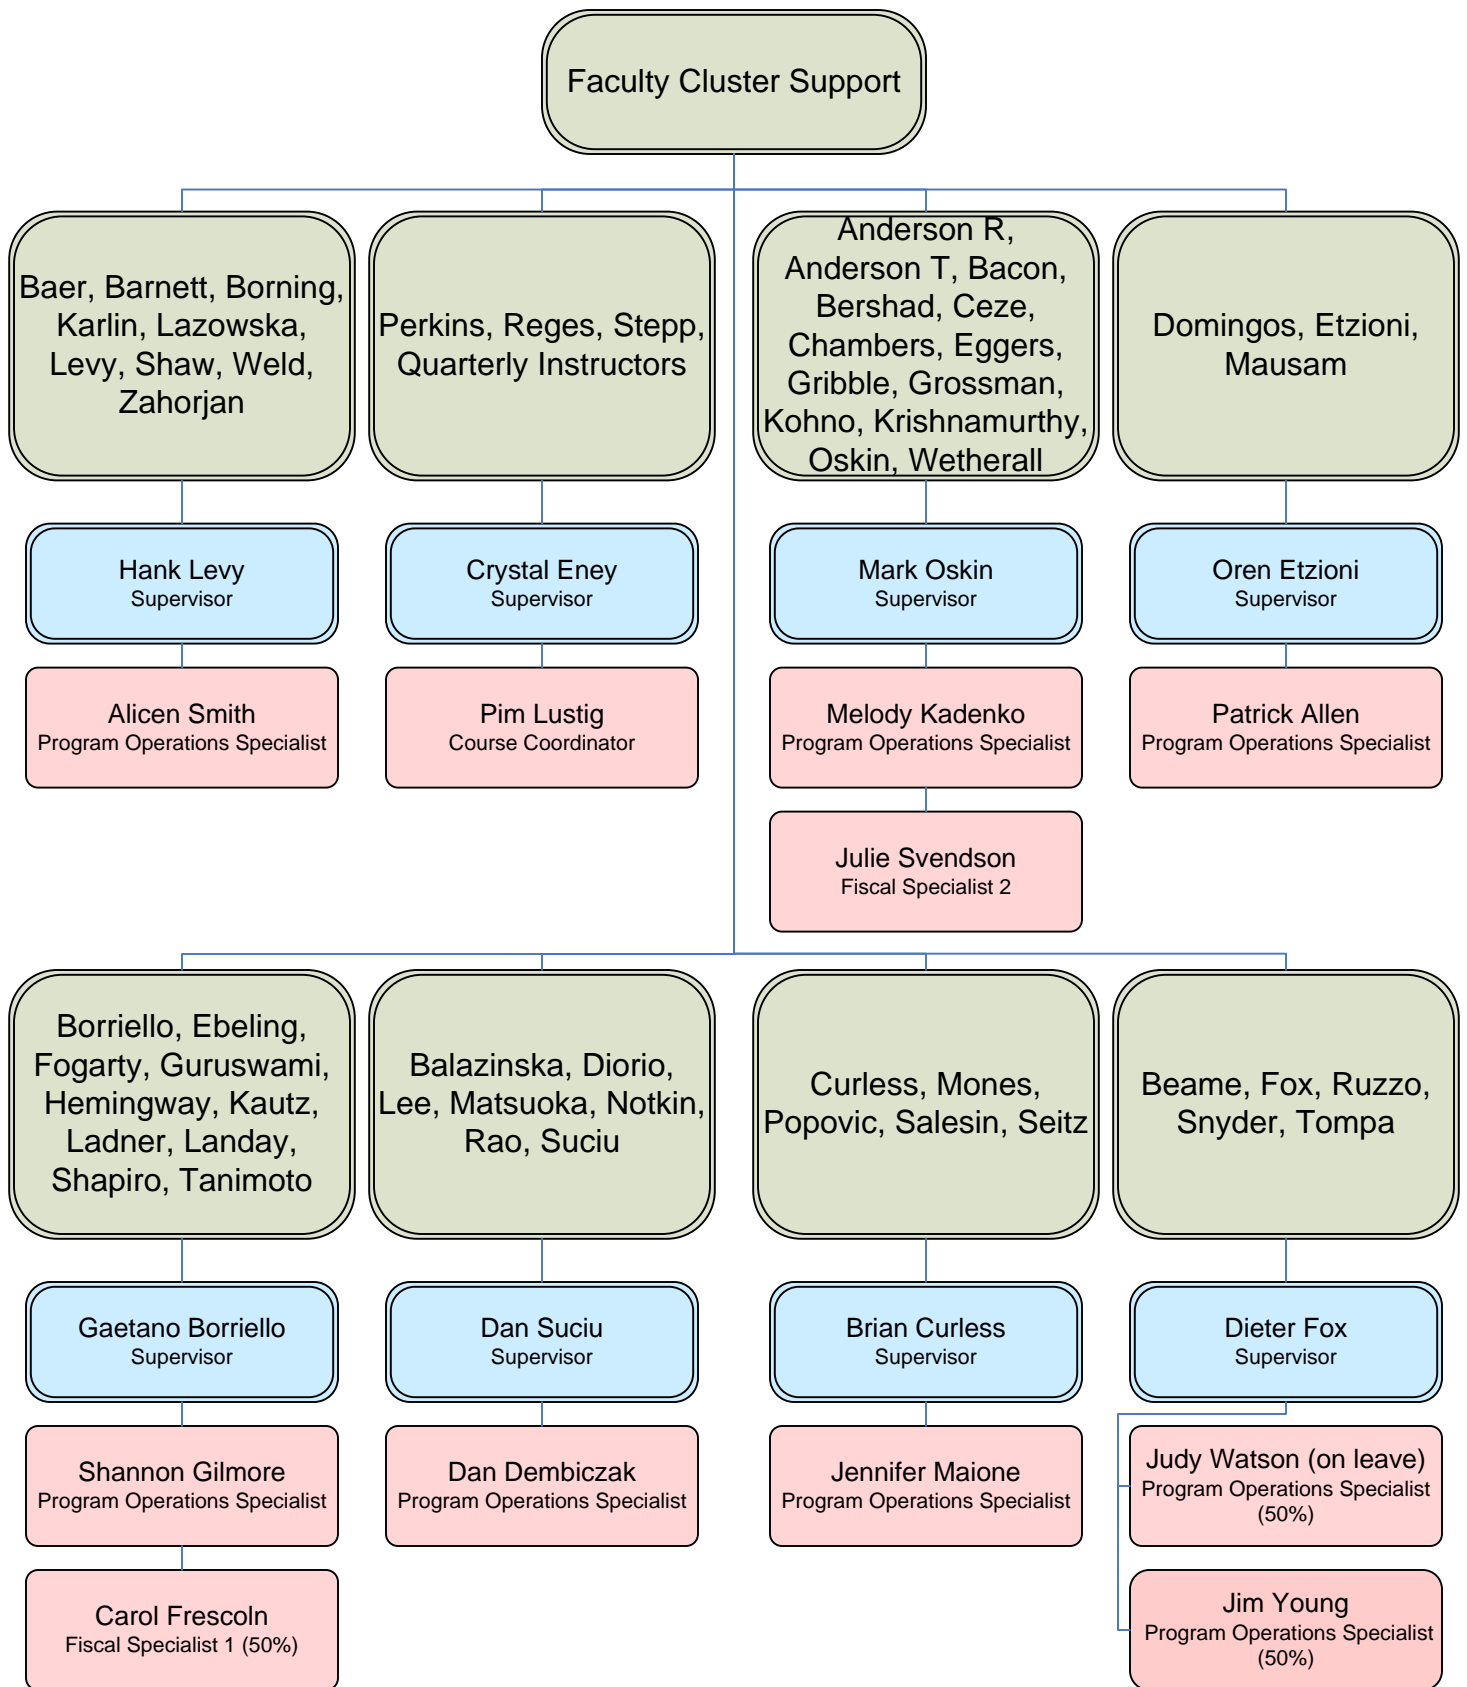 Faculty Cluster Support
Baer, Barnett, Borning,
Karlin, Lazowska,
Levy, Shaw, Weld,
Zahorjan
Perkins, Reges, Stepp,
Quarterly Instructors
Anderson R,
Anderson T, Bacon,
Bershad, Ceze,
Chambers, Eggers,
Gribble, Grossman,
Kohno, Krishnamurthy,
Oskin, Wetherall
Domingos, Etzioni,
Mausam
Hank Levy
Supervisor
Crystal Eney
Supervisor
Mark Oskin
Supervisor
Oren Etzioni
Supervisor
Alicen Smith
Program Operations Specialist
Pim Lustig
Course Coordinator
Melody Kadenko
Program Operations Specialist
Patrick Allen
Program Operations Specialist
Julie Svendson
Fiscal Specialist 2
Borriello, Ebeling,
Fogarty, Guruswami,
Hemingway, Kautz,
Ladner, Landay,
Shapiro, Tanimoto
Balazinska, Diorio,
Lee, Matsuoka, Notkin,
Rao, Suciu
Curless, Mones,
Popovic, Salesin, Seitz
Beame, Fox, Ruzzo,
Snyder, Tompa
Gaetano Borriello
Supervisor
Dan Suciu
Supervisor
Brian Curless
Supervisor
Dieter Fox
Supervisor
Shannon Gilmore
Program Operations Specialist
Dan Dembiczak
Program Operations Specialist
Jennifer Maione
Program Operations Specialist
Judy Watson (on leave)
Program Operations Specialist
(50%)
Carol Frescoln
Fiscal Specialist 1 (50%)
Jim Young
Program Operations Specialist
(50%)